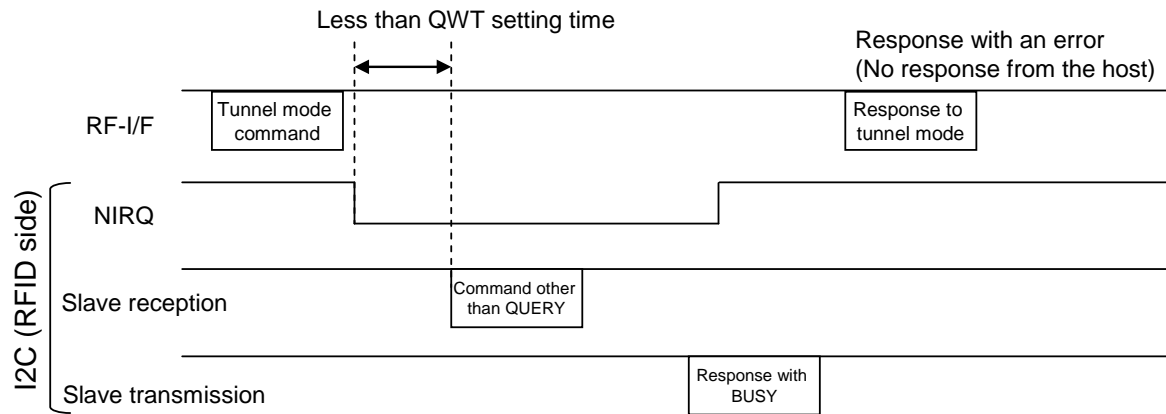 Less than QWT setting time
Response with an error
(No response from the host)
RF-I/F
Tunnel mode
command
Response to
tunnel mode
I2C (RFID side)
NIRQ
Slave reception
Command other
than QUERY
Slave transmission
Response with
BUSY